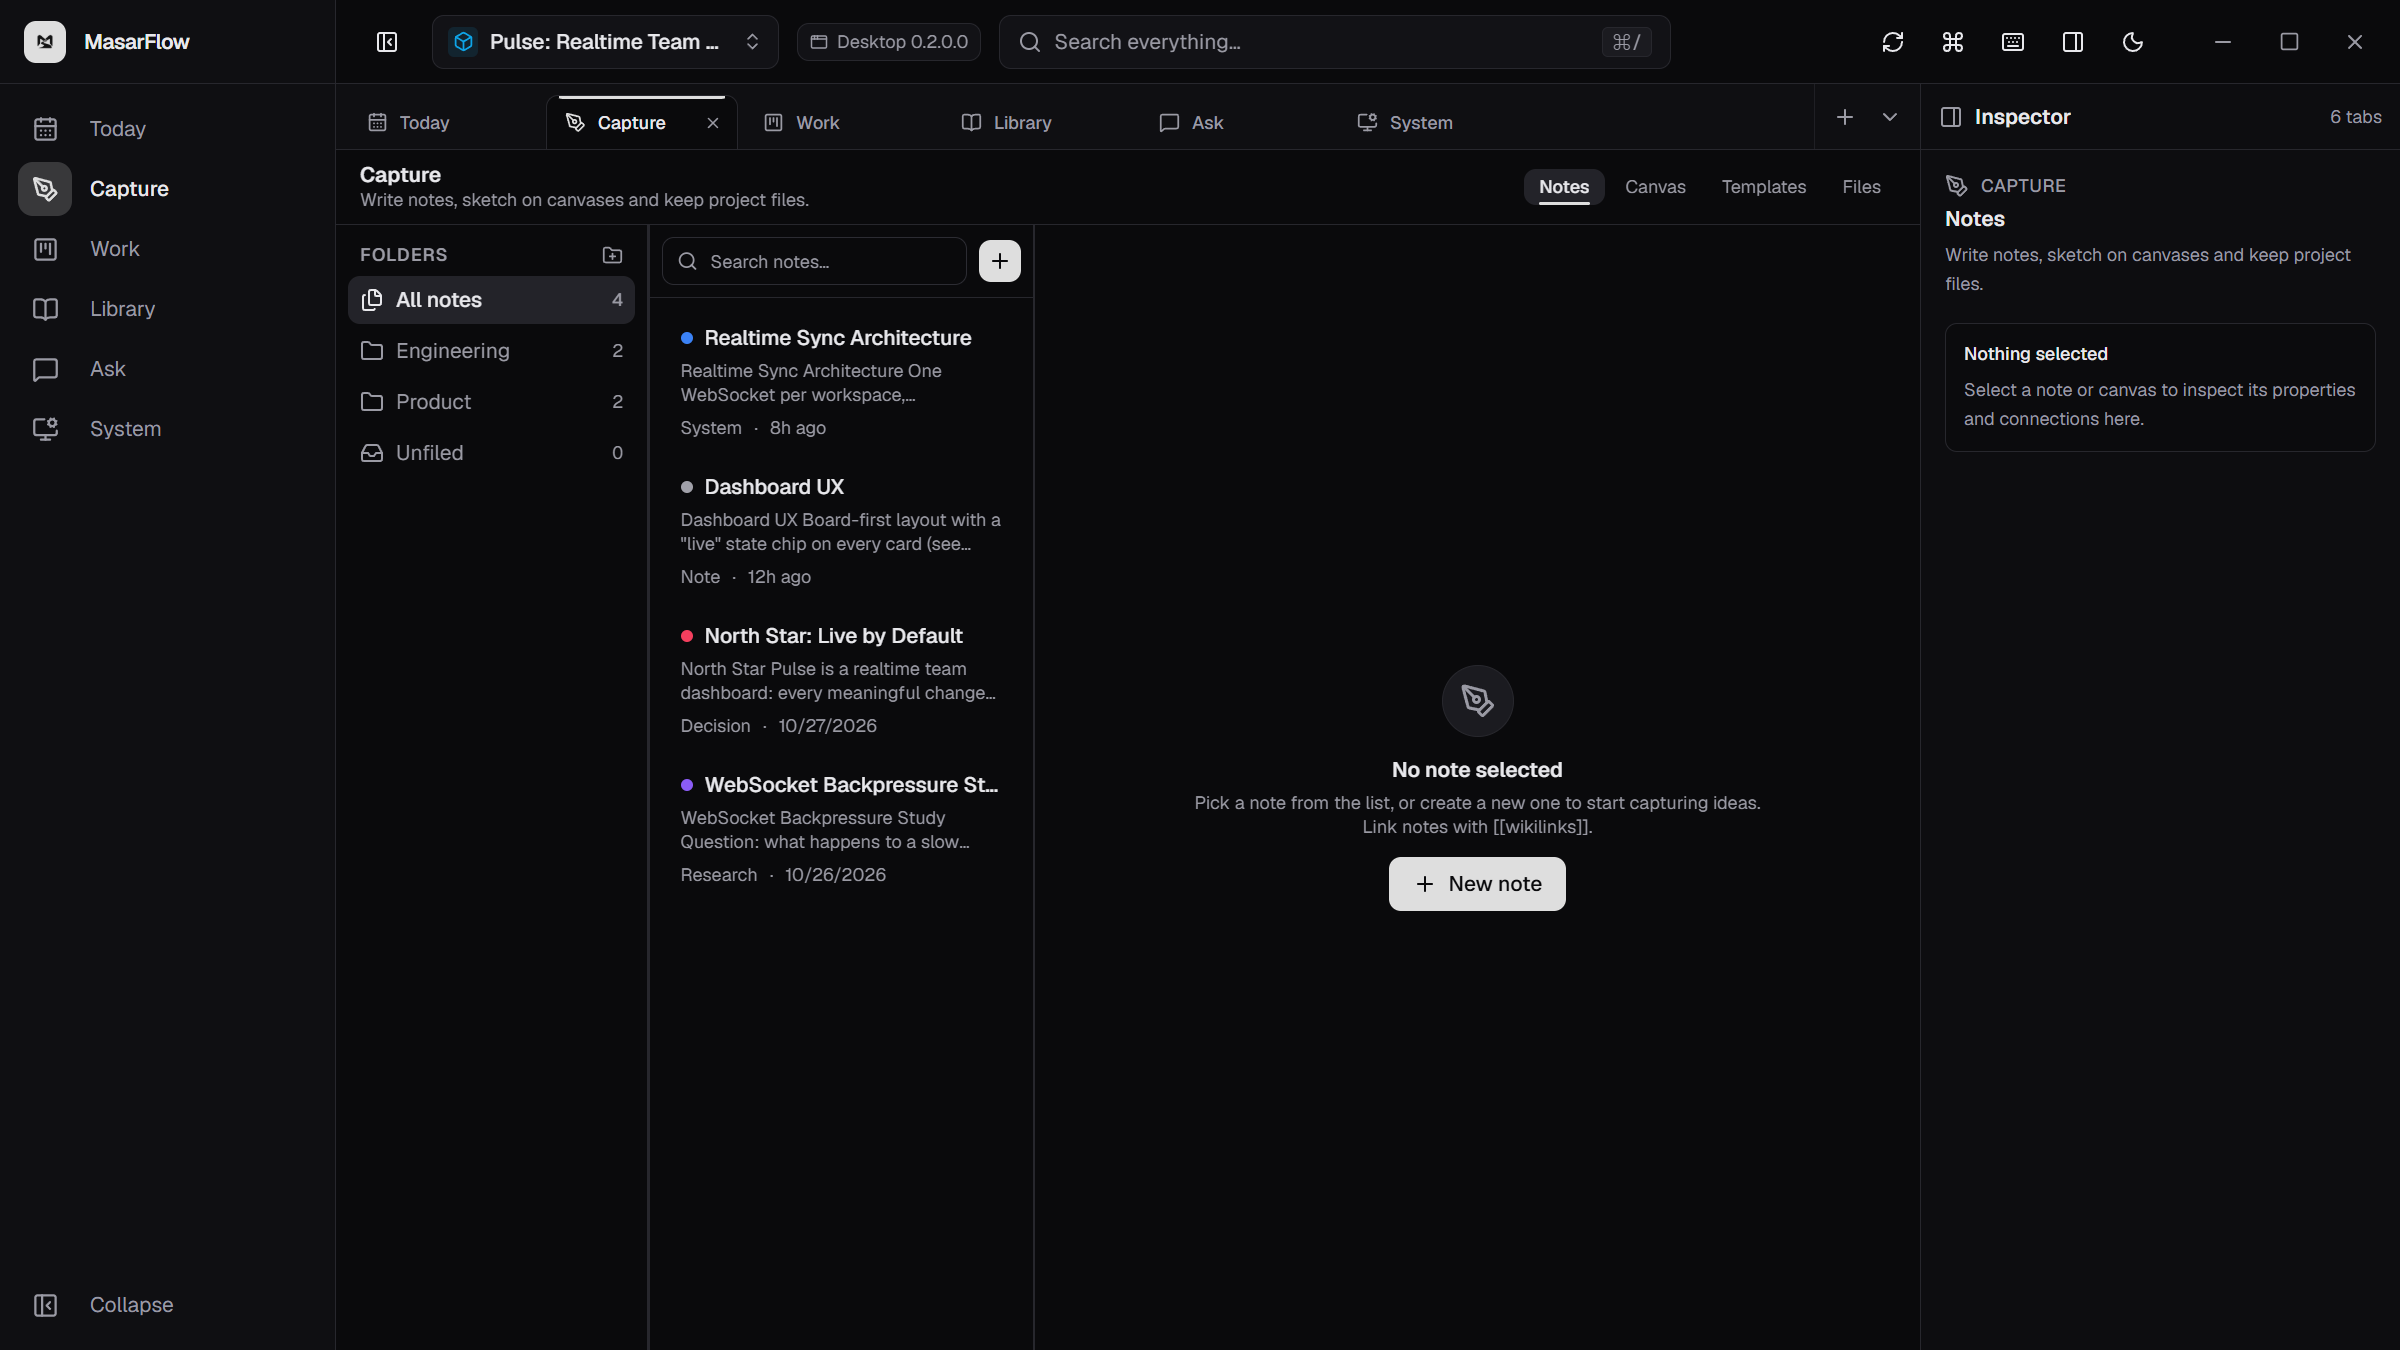 MasarFlow
Pulse: Realtime Team ...
Desktop 0.2.0.0
Search everything...
⌘/
Today
Capture
Work
Library
Ask
System
Collapse
Today
Capture
Work
Library
Ask
System
Capture
Write notes, sketch on canvases and keep project files.
Notes
Canvas
Templates
Files
FOLDERS
All notes 4
Engineering 2
Product 2
Unfiled 0
Search notes...
Realtime Sync Architecture
Realtime Sync Architecture One
WebSocket per workspace,...
System · 8h ago
Dashboard UX
Dashboard UX Board-first layout with a
"live" state chip on every card (see...
Note · 12h ago
North Star: Live by Default
North Star Pulse is a realtime team
dashboard: every meaningful change...
Decision · 10/27/2026
WebSocket Backpressure St...
WebSocket Backpressure Study
Question: what happens to a slow...
Research · 10/26/2026
No note selected
Pick a note from the list, or create a new one to start capturing ideas.
Link notes with [[wikilinks]].
New note
Inspector
6 tabs
CAPTURE
Notes
Write notes, sketch on canvases and keep project
files.
Nothing selected
Select a note or canvas to inspect its properties
and connections here.